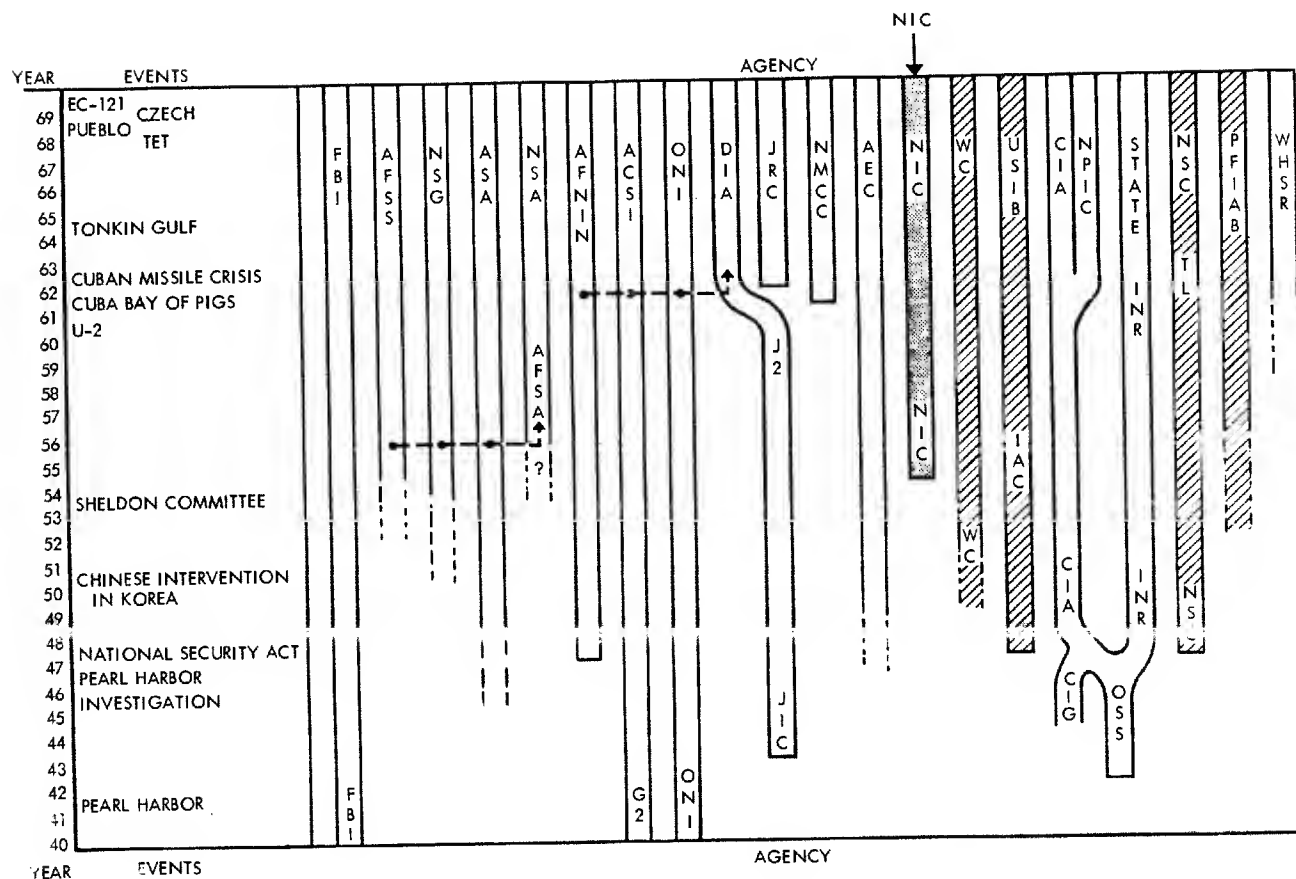 NIC
YEAR EVENTS AGENCY
69 EC-121 CZECH
68 PUEBLO TET
67
66
65
64 TONKIN GULF
63 CUBAN MISSILE CRISIS
62 CUBA BAY OF PIGS
61 U-2
60
59
58
57
56
55
54 SHELDON COMMITTEE
53
52
51 CHINESE INTERVENTION
50 IN KOREA
49
48 NATIONAL SECURITY ACT
47 PEARL HARBOR
46 INVESTIGATION
45
44
43
42 PEARL HARBOR
41
40
FBI
FBI
AFSS
NSG
ASA
NSA
AFSA
?
AFNIN
ACSI
G2
ONI
ONI
DIA
JRC
J2
JIC
NMCC
AEC
NIC
NIC
WC
WC
USIB
IAC
CIA
NPIC
CIA
CIG
OSS
STATE
INR
INR
NSC
TL
PFIAB
WHSR
YEAR EVENTS AGENCY